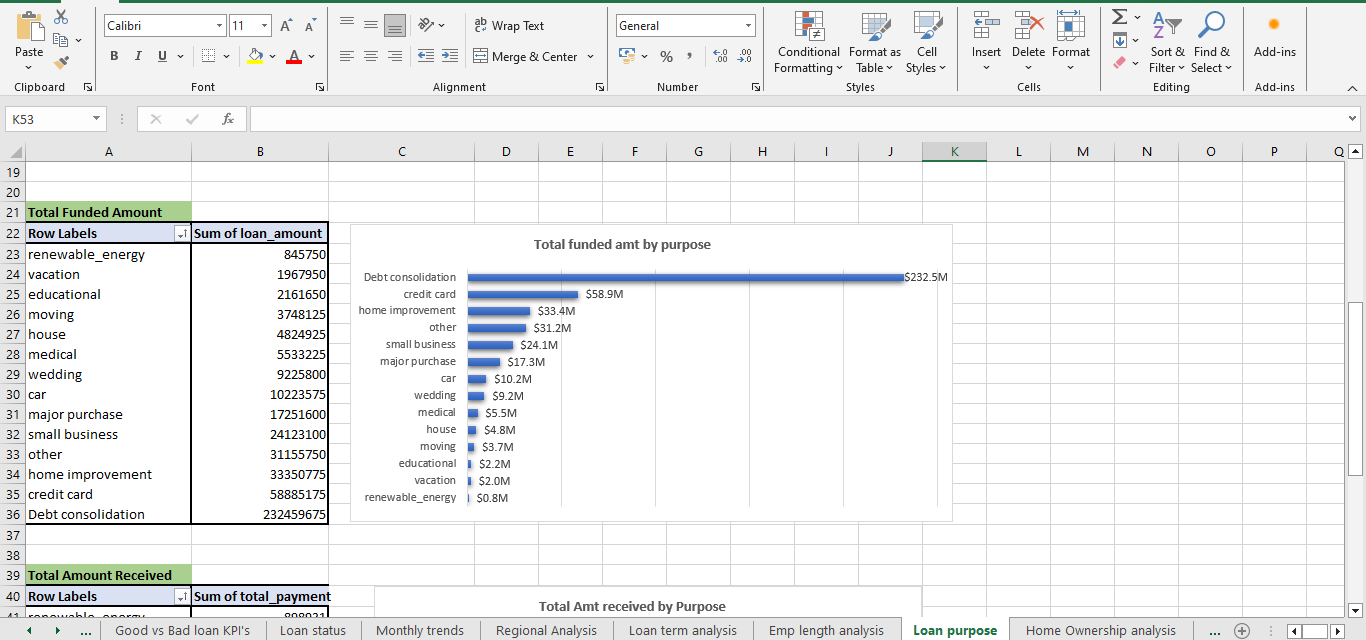 Calibri 11 Wrap Text General
Paste B I U Merge & Center % Conditional Formatting Format as Table Cell Styles Insert Delete Format Sort & Filter Find & Select Add-ins
Clipboard Font Alignment Number Styles Cells Editing Add-ins
K53 fx
A B C D E F G H I J K L M N O P Q
19
20
21 Total Funded Amount
22 Row Labels Sum of loan_amount
23 renewable_energy 845750
24 vacation 1967950
25 educational 2161650
26 moving 3748125
27 house 4824925
28 medical 5533225
29 wedding 9225800
30 car 10223575
31 major purchase 17251600
32 small business 24123100
33 other 31155750
34 home improvement 33350775
35 credit card 58885175
36 Debt consolidation 232459675
37
38
Total funded amt by purpose
Debt consolidation $232.5M
credit card $58.9M
home improvement $33.4M
other $31.2M
small business $24.1M
major purchase $17.3M
car $10.2M
wedding $9.2M
medical $5.5M
house $4.8M
moving $3.7M
educational $2.2M
vacation $2.0M
renewable_energy $0.8M
39 Total Amount Received
40 Row Labels Sum of total_payment
Total Amt received by Purpose
41 renewable_energy 898931
... Good vs Bad loan KPI's Loan status Monthly trends Regional Analysis Loan term analysis Emp length analysis Loan purpose Home Ownership analysis ...